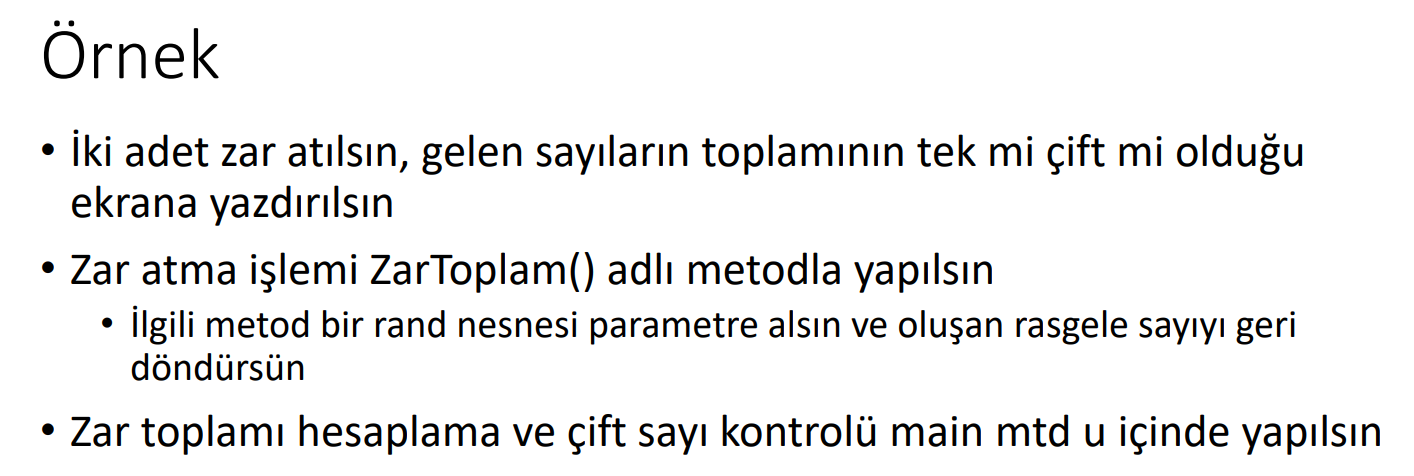 Örnek
• İki adet zar atılsın, gelen sayıların toplamının tek mi çift mi olduğu
ekrana yazdırılsın
• Zar atma işlemi ZarToplam() adlı metodla yapılsın
• İlgili metod bir rand nesnesi parametre alsın ve oluşan rasgele sayıyı geri
döndürsün
• Zar toplamı hesaplama ve çift sayı kontrolü main mtd u içinde yapılsın